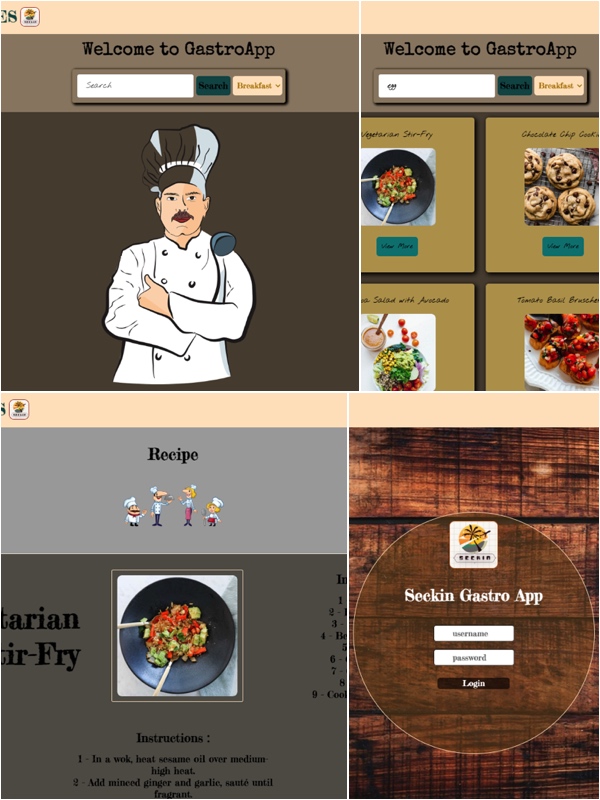 ES
Welcome to GastroApp
Search
Search
Breakfast
Welcome to GastroApp
egg
Search
Breakfast
Vegetarian Stir-Fry
Chocolate Chip Cooki
View More
View More
oa Salad with Avocado
Tomato Basil Brusche
S
Recipe
tarian
tir-Fry
In
1
2 -
3 -
4 - Be
5
6 -
7 -
8
9 - Cook
Instructions :
1 - In a wok, heat sesame oil over medium-
high heat.
2 - Add minced ginger and garlic, sauté until
fragrant.
SECKIN
Seckin Gastro App
username
password
Login